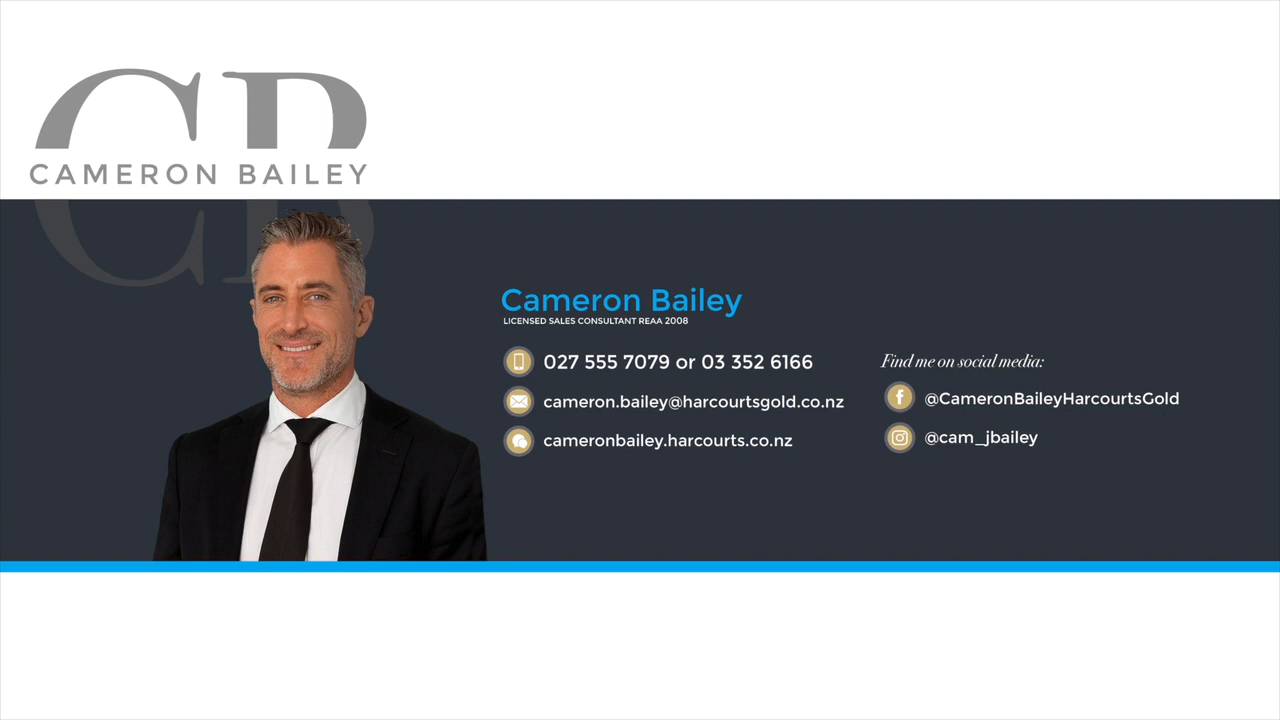 CB
CAMERON BAILEY
Cameron Bailey
LICENSED SALES CONSULTANT REAA 2008
027 555 7079 or 03 352 6166
cameron.bailey@harcourtsgold.co.nz
cameronbailey.harcourts.co.nz
Find me on social media:
@CameronBaileyHarcourtsGold
@cam_jbailey